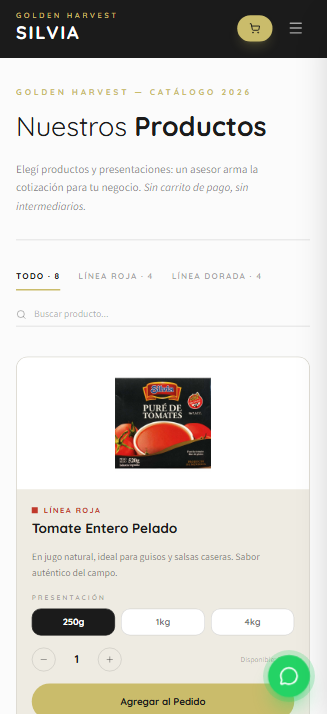 GOLDEN HARVEST
SILVIA
GOLDEN HARVEST — CATÁLOGO 2026
Nuestros Productos
Elegí productos y presentaciones: un asesor arma la
cotización para tu negocio. Sin carrito de pago, sin
intermediarios.
TODO · 8 LÍNEA ROJA · 4 LÍNEA DORADA · 4
Buscar producto...
Silvia
PURÉ DE
TOMATES
520g
LÍNEA ROJA
Tomate Entero Pelado
En jugo natural, ideal para guisos y salsas caseras. Sabor
auténtico del campo.
PRESENTACIÓN
250g 1kg 4kg
− 1 +
Agregar al Pedido